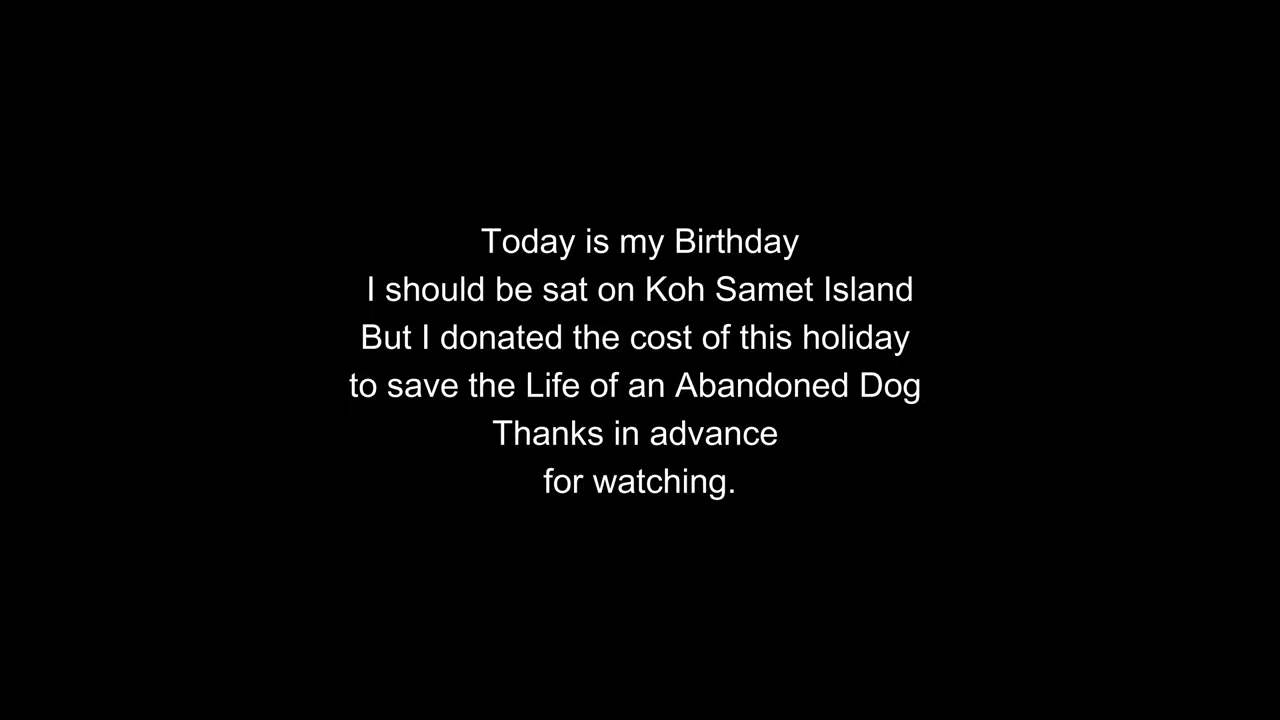 Today is my Birthday
I should be sat on Koh Samet Island
But I donated the cost of this holiday
to save the Life of an Abandoned Dog
Thanks in advance
for watching.